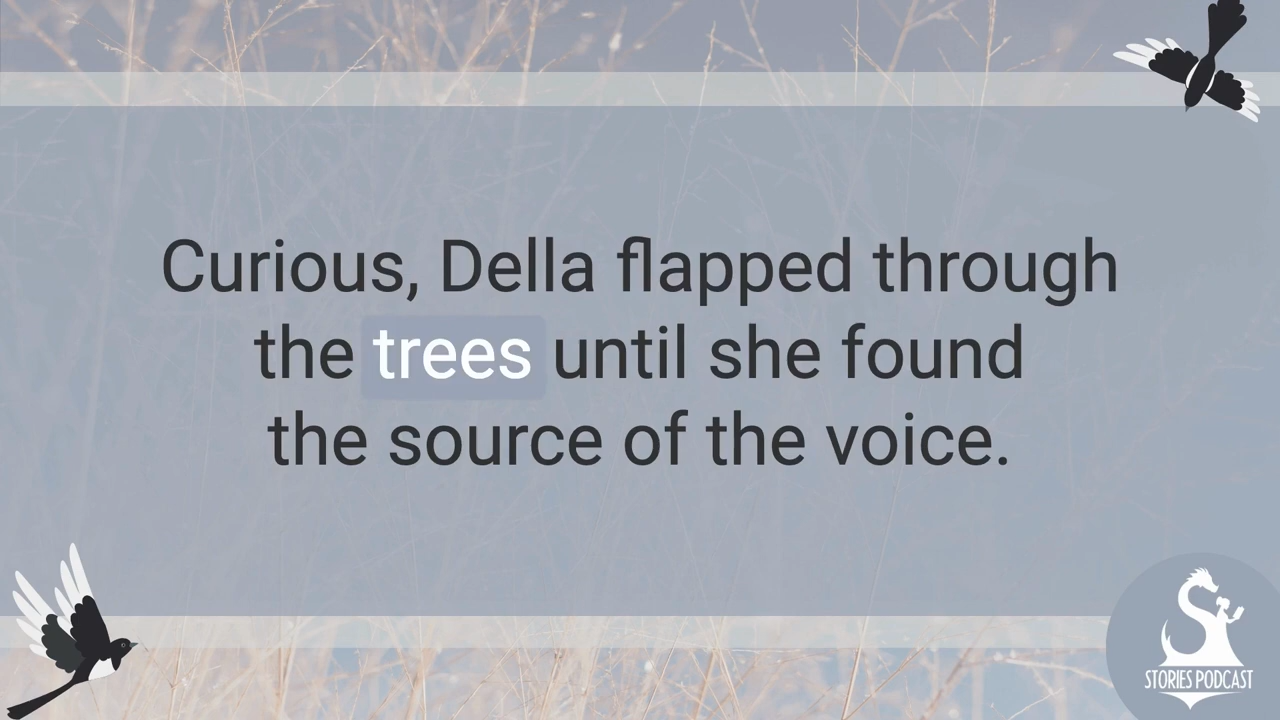 Curious, Della flapped through
the trees until she found
the source of the voice.
STORIES PODCAST